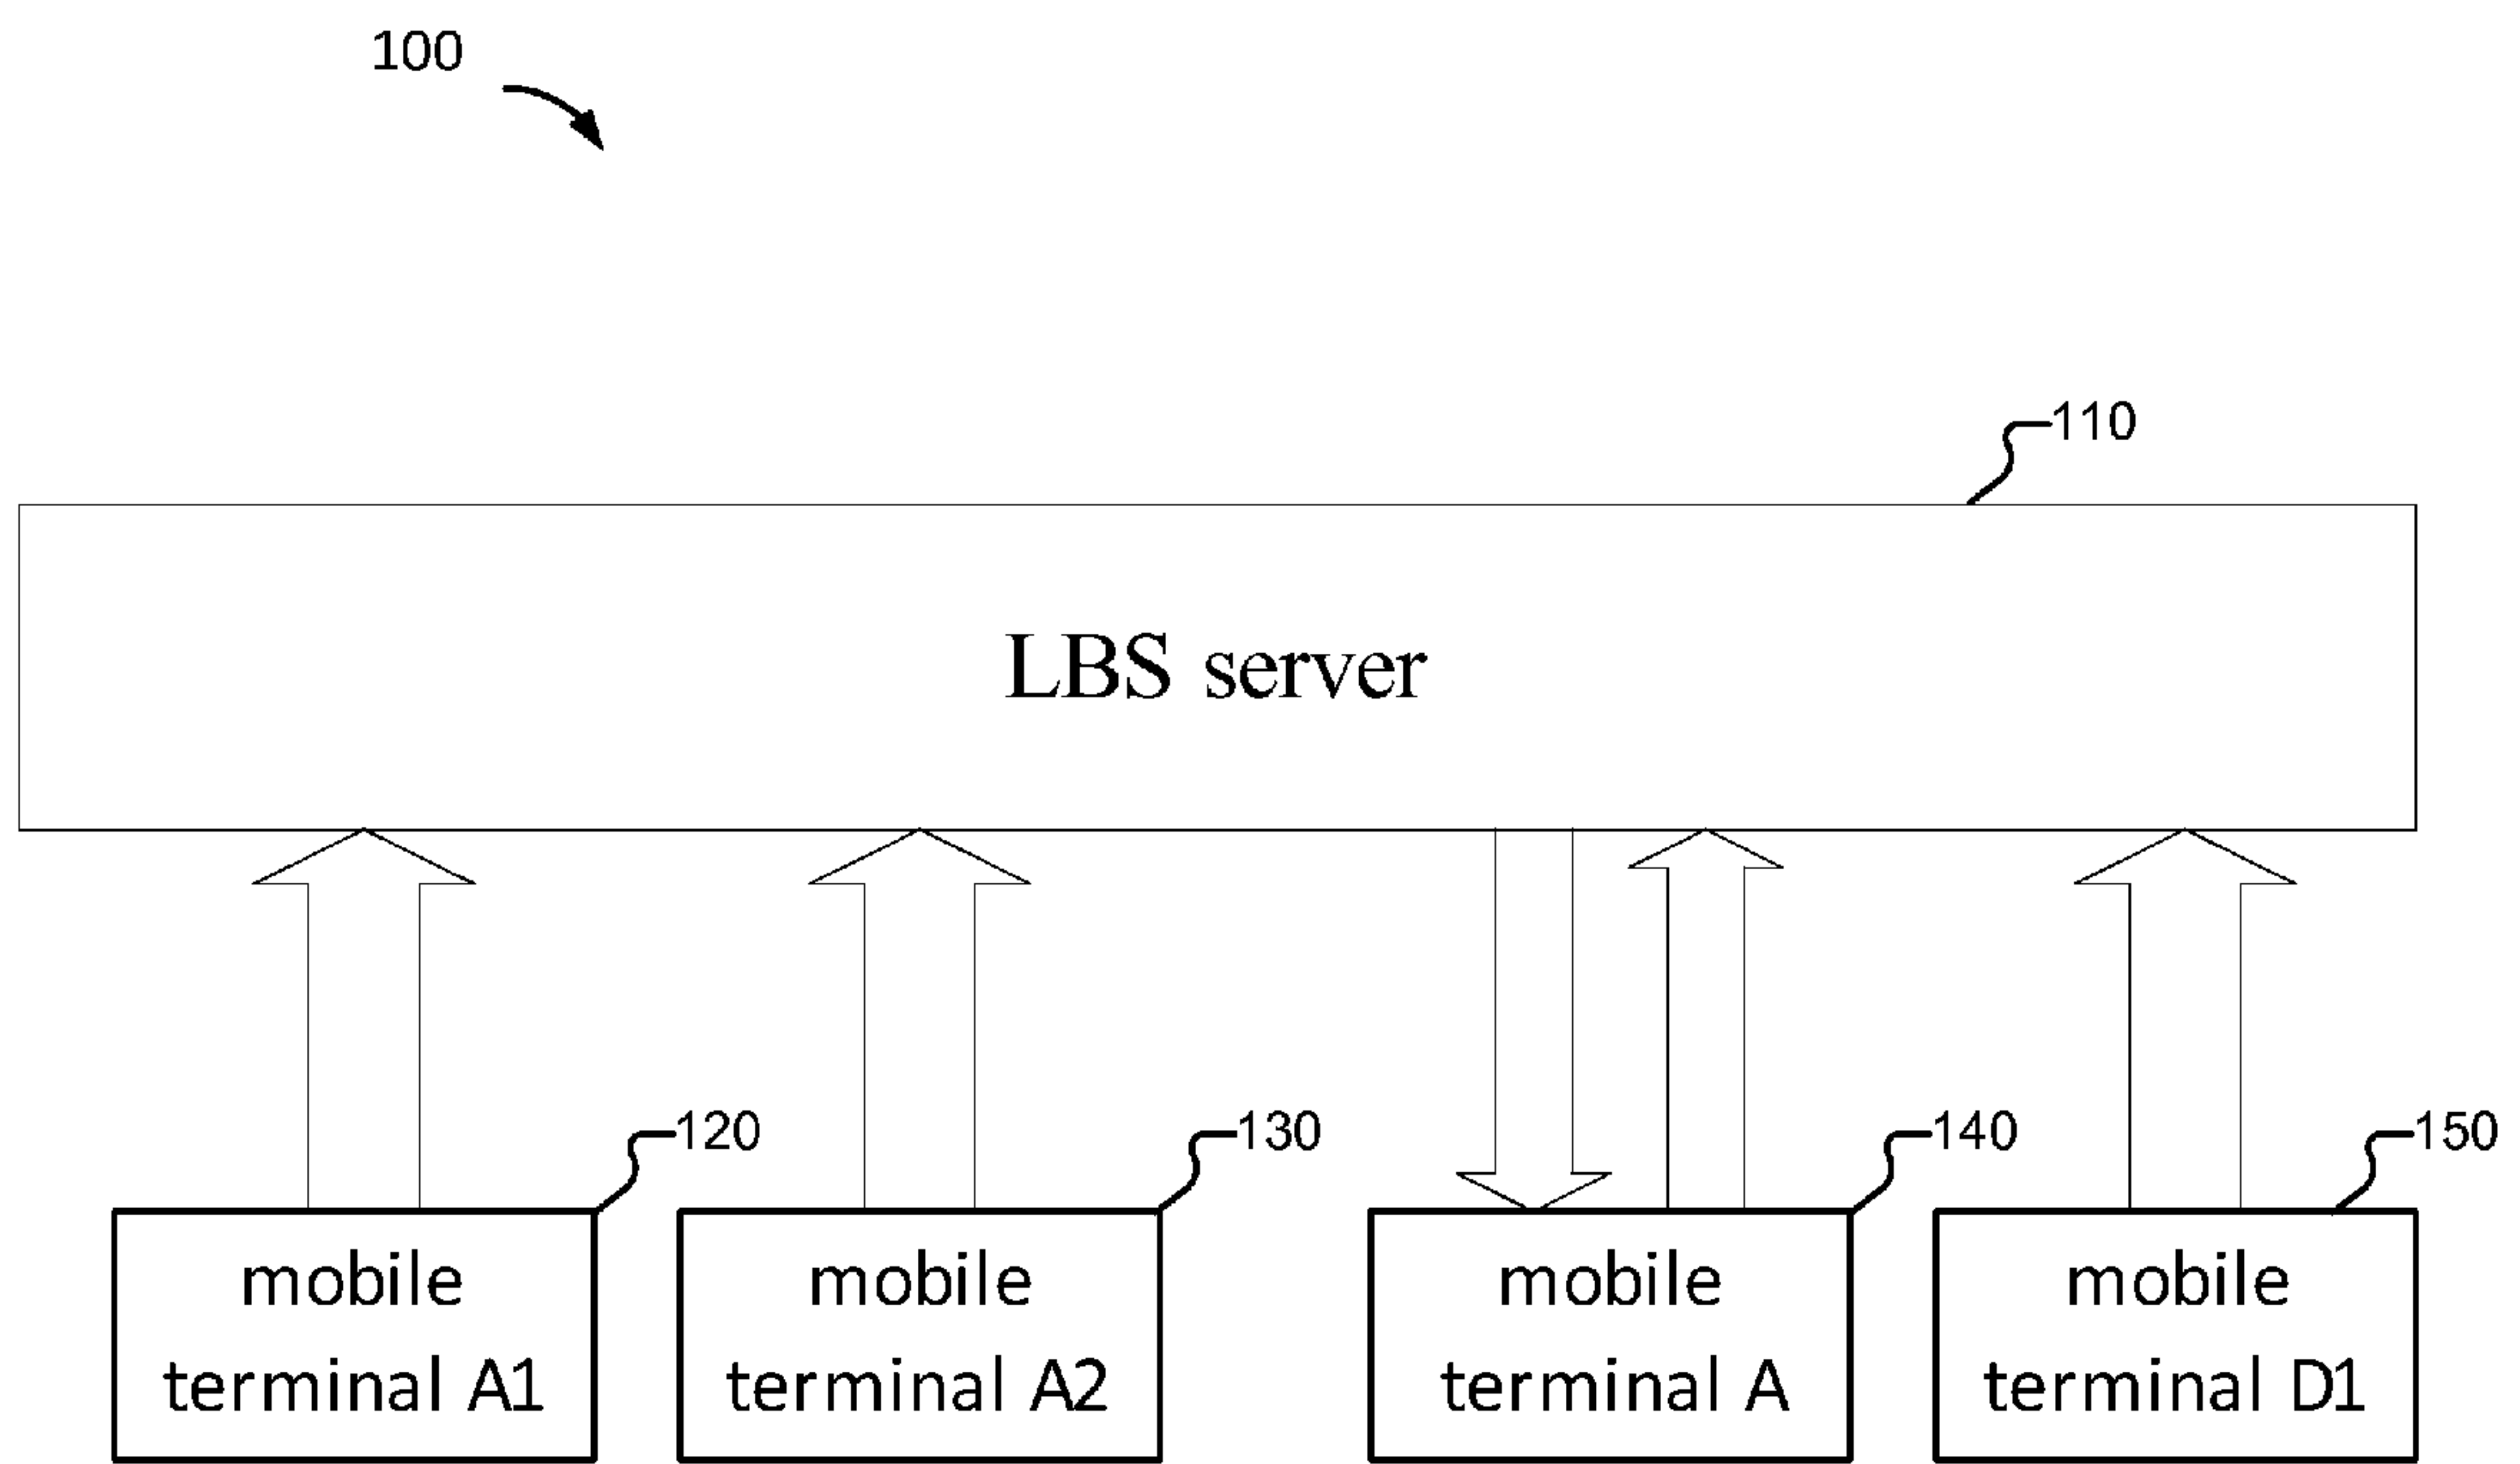 100
110
LBS server
120
130
140
150
mobile
terminal A1
mobile
terminal A2
mobile
terminal A
mobile
terminal D1